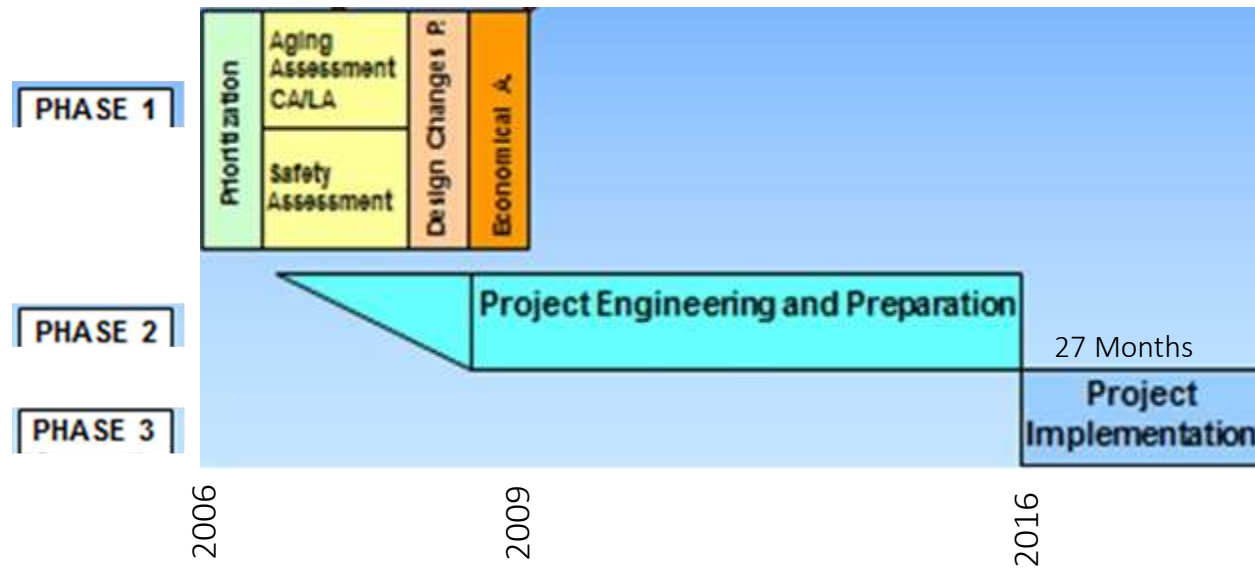 PHASE 1
Prioritization
Aging
Assessment
CA/LA
Safety
Assessment
Design Changes P.
Economical A.
PHASE 2
Project Engineering and Preparation
27 Months
PHASE 3
Project
Implementation
2006
2009
2016